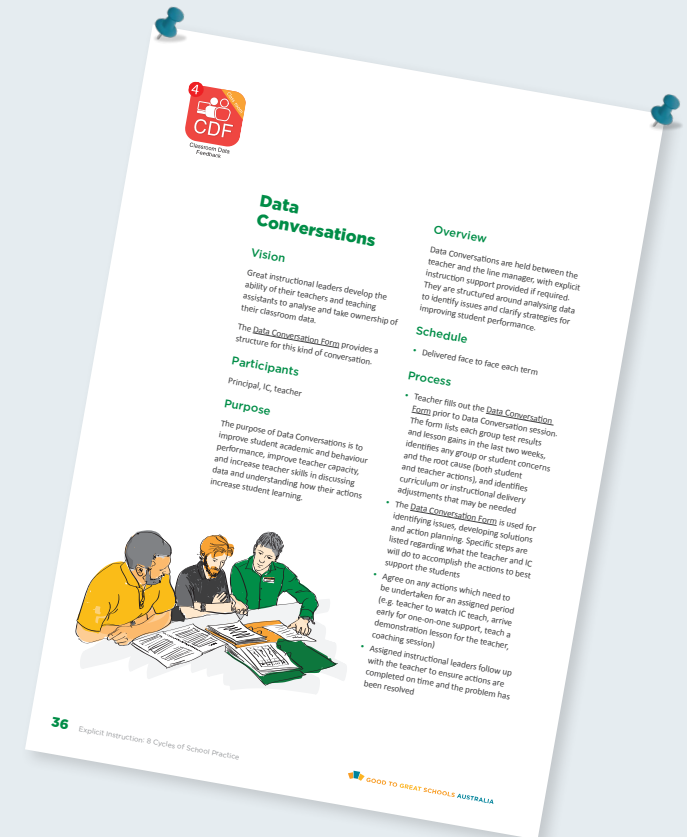 4
CDF
Classroom Data
Feedback
Data
Conversations
Vision
Great instructional leaders develop the
ability of their teachers and teaching
assistants to analyse and take ownership of
their classroom data.
The Data Conversation Form provides a
structure for this kind of conversation.
Participants
Principal, IC, teacher
Purpose
The purpose of Data Conversations is to
improve student academic and behaviour
performance, improve teacher capacity,
and increase teacher skills in discussing
data and understanding how their actions
increase student learning.
Overview
Data Conversations are held between the
teacher and the line manager, with explicit
instruction support provided if required.
They are structured around analysing data
to identify issues and clarify strategies for
improving student performance.
Schedule
• Delivered face to face each term
Process
• Teacher fills out the Data Conversation
Form prior to Data Conversation session.
The form lists each group test results
and lesson gains in the last two weeks,
identifies any group or student concerns
and the root cause (both student
and teacher actions), and identifies
curriculum or instructional delivery
adjustments that may be needed
• The Data Conversation Form is used for
identifying issues, developing solutions
and action planning. Specific steps are
listed regarding what the teacher and IC
will do to accomplish the actions to best
support the students
• Agree on any actions which need to
be undertaken for an assigned period
(e.g. teacher to watch IC teach, arrive
early for one-on-one support, teach a
demonstration lesson for the teacher,
coaching session)
• Assigned instructional leaders follow up
with the teacher to ensure actions are
completed on time and the problem has
been resolved
36
Explicit Instruction: 8 Cycles of School Practice
GOOD TO GREAT SCHOOLS AUSTRALIA